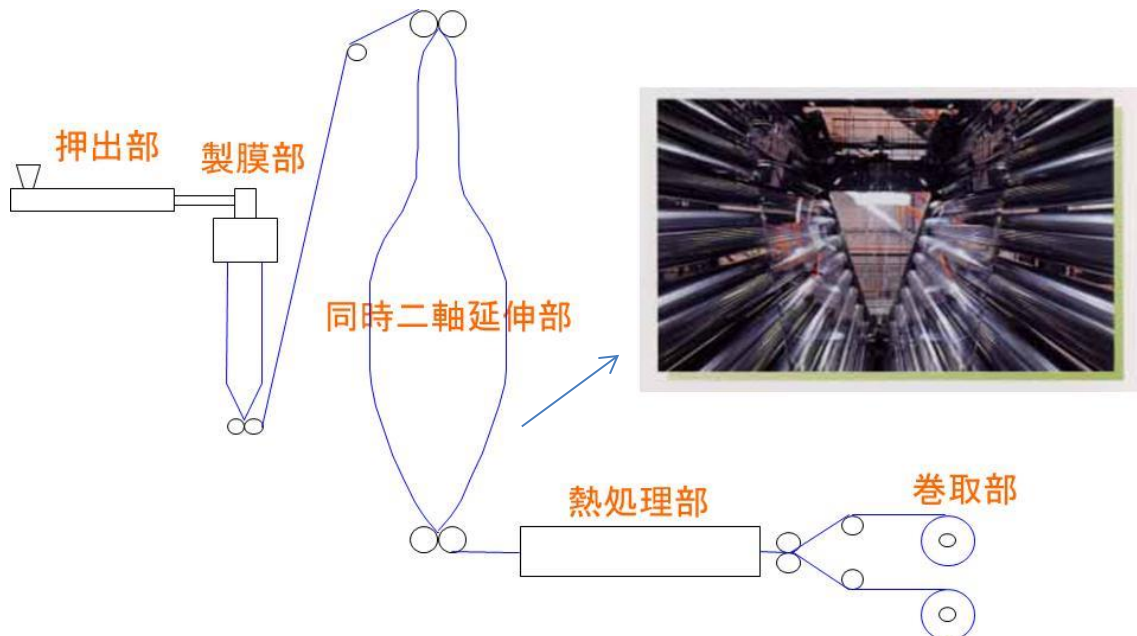 押出部
製膜部
同時二軸延伸部
熱処理部
巻取部